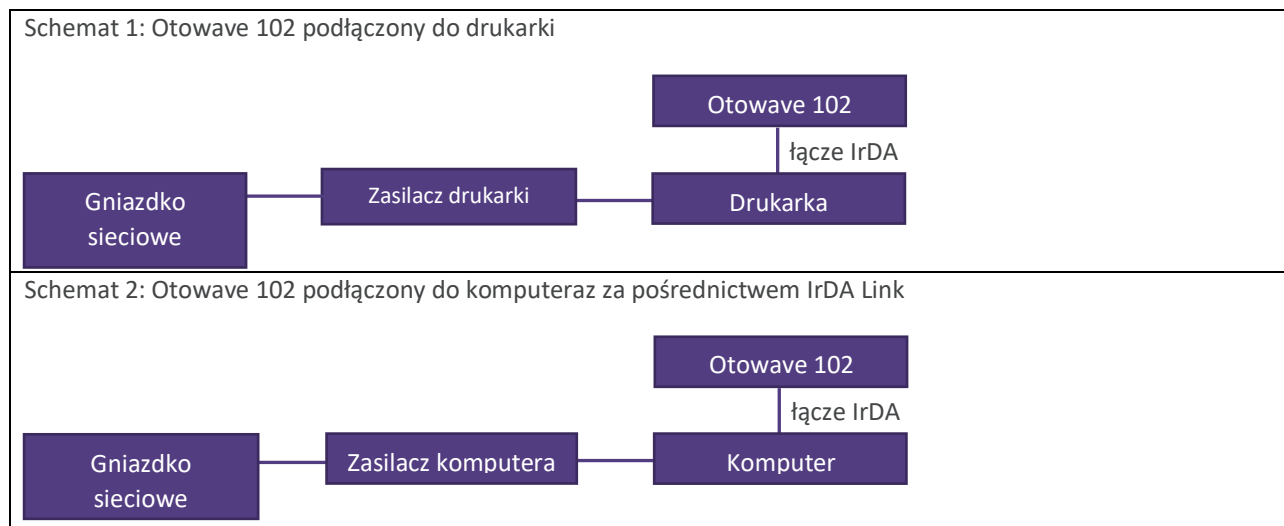 Schemat 1: Otowave 102 podłączony do drukarki
Otowave 102
łącze IrDA
Gniazdko
sieciowe
Zasilacz drukarki
Drukarka
Schemat 2: Otowave 102 podłączony do komputeraz za pośrednictwem IrDA Link
Otowave 102
łącze IrDA
Gniazdko
sieciowe
Zasilacz komputera
Komputer